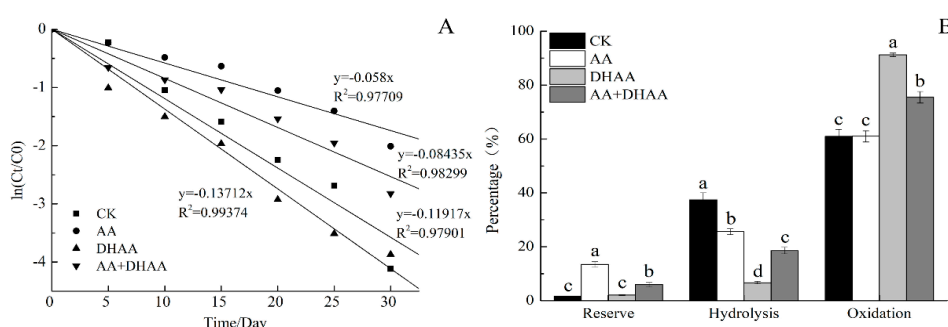 A
0
-1
-2
-3
-4
0 5 10 15 20 25 30
ln(Ct/C0)
Time/Day
y=-0.058x
R²=0.97709
y=-0.08435x
R²=0.98299
y=-0.13712x
R²=0.99374
y=-0.11917x
R²=0.97901
CK
AA
DHAA
AA+DHAA
B
100
80
60
40
20
0
Percentage (%)
CK
AA
DHAA
AA+DHAA
c a c b
a b d c
c c a b
Reserve Hydrolysis Oxidation